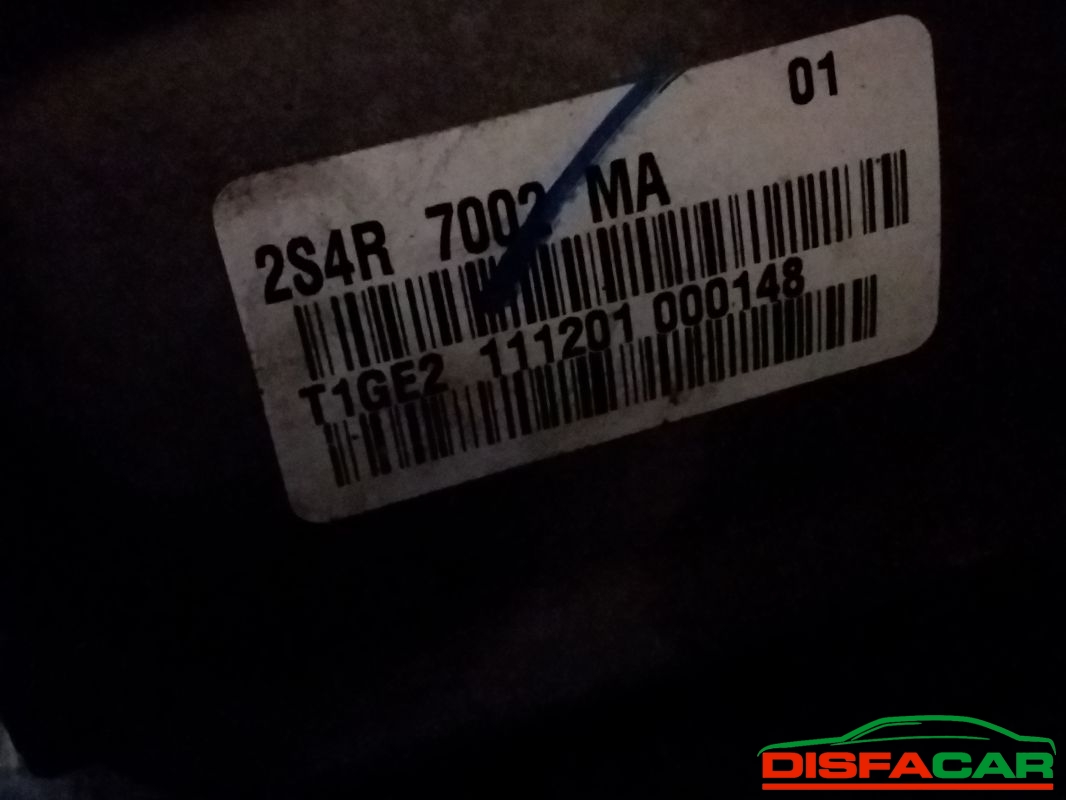 01
2S4R 7002 MA
T1GE2 111201 000148
DISFACAR